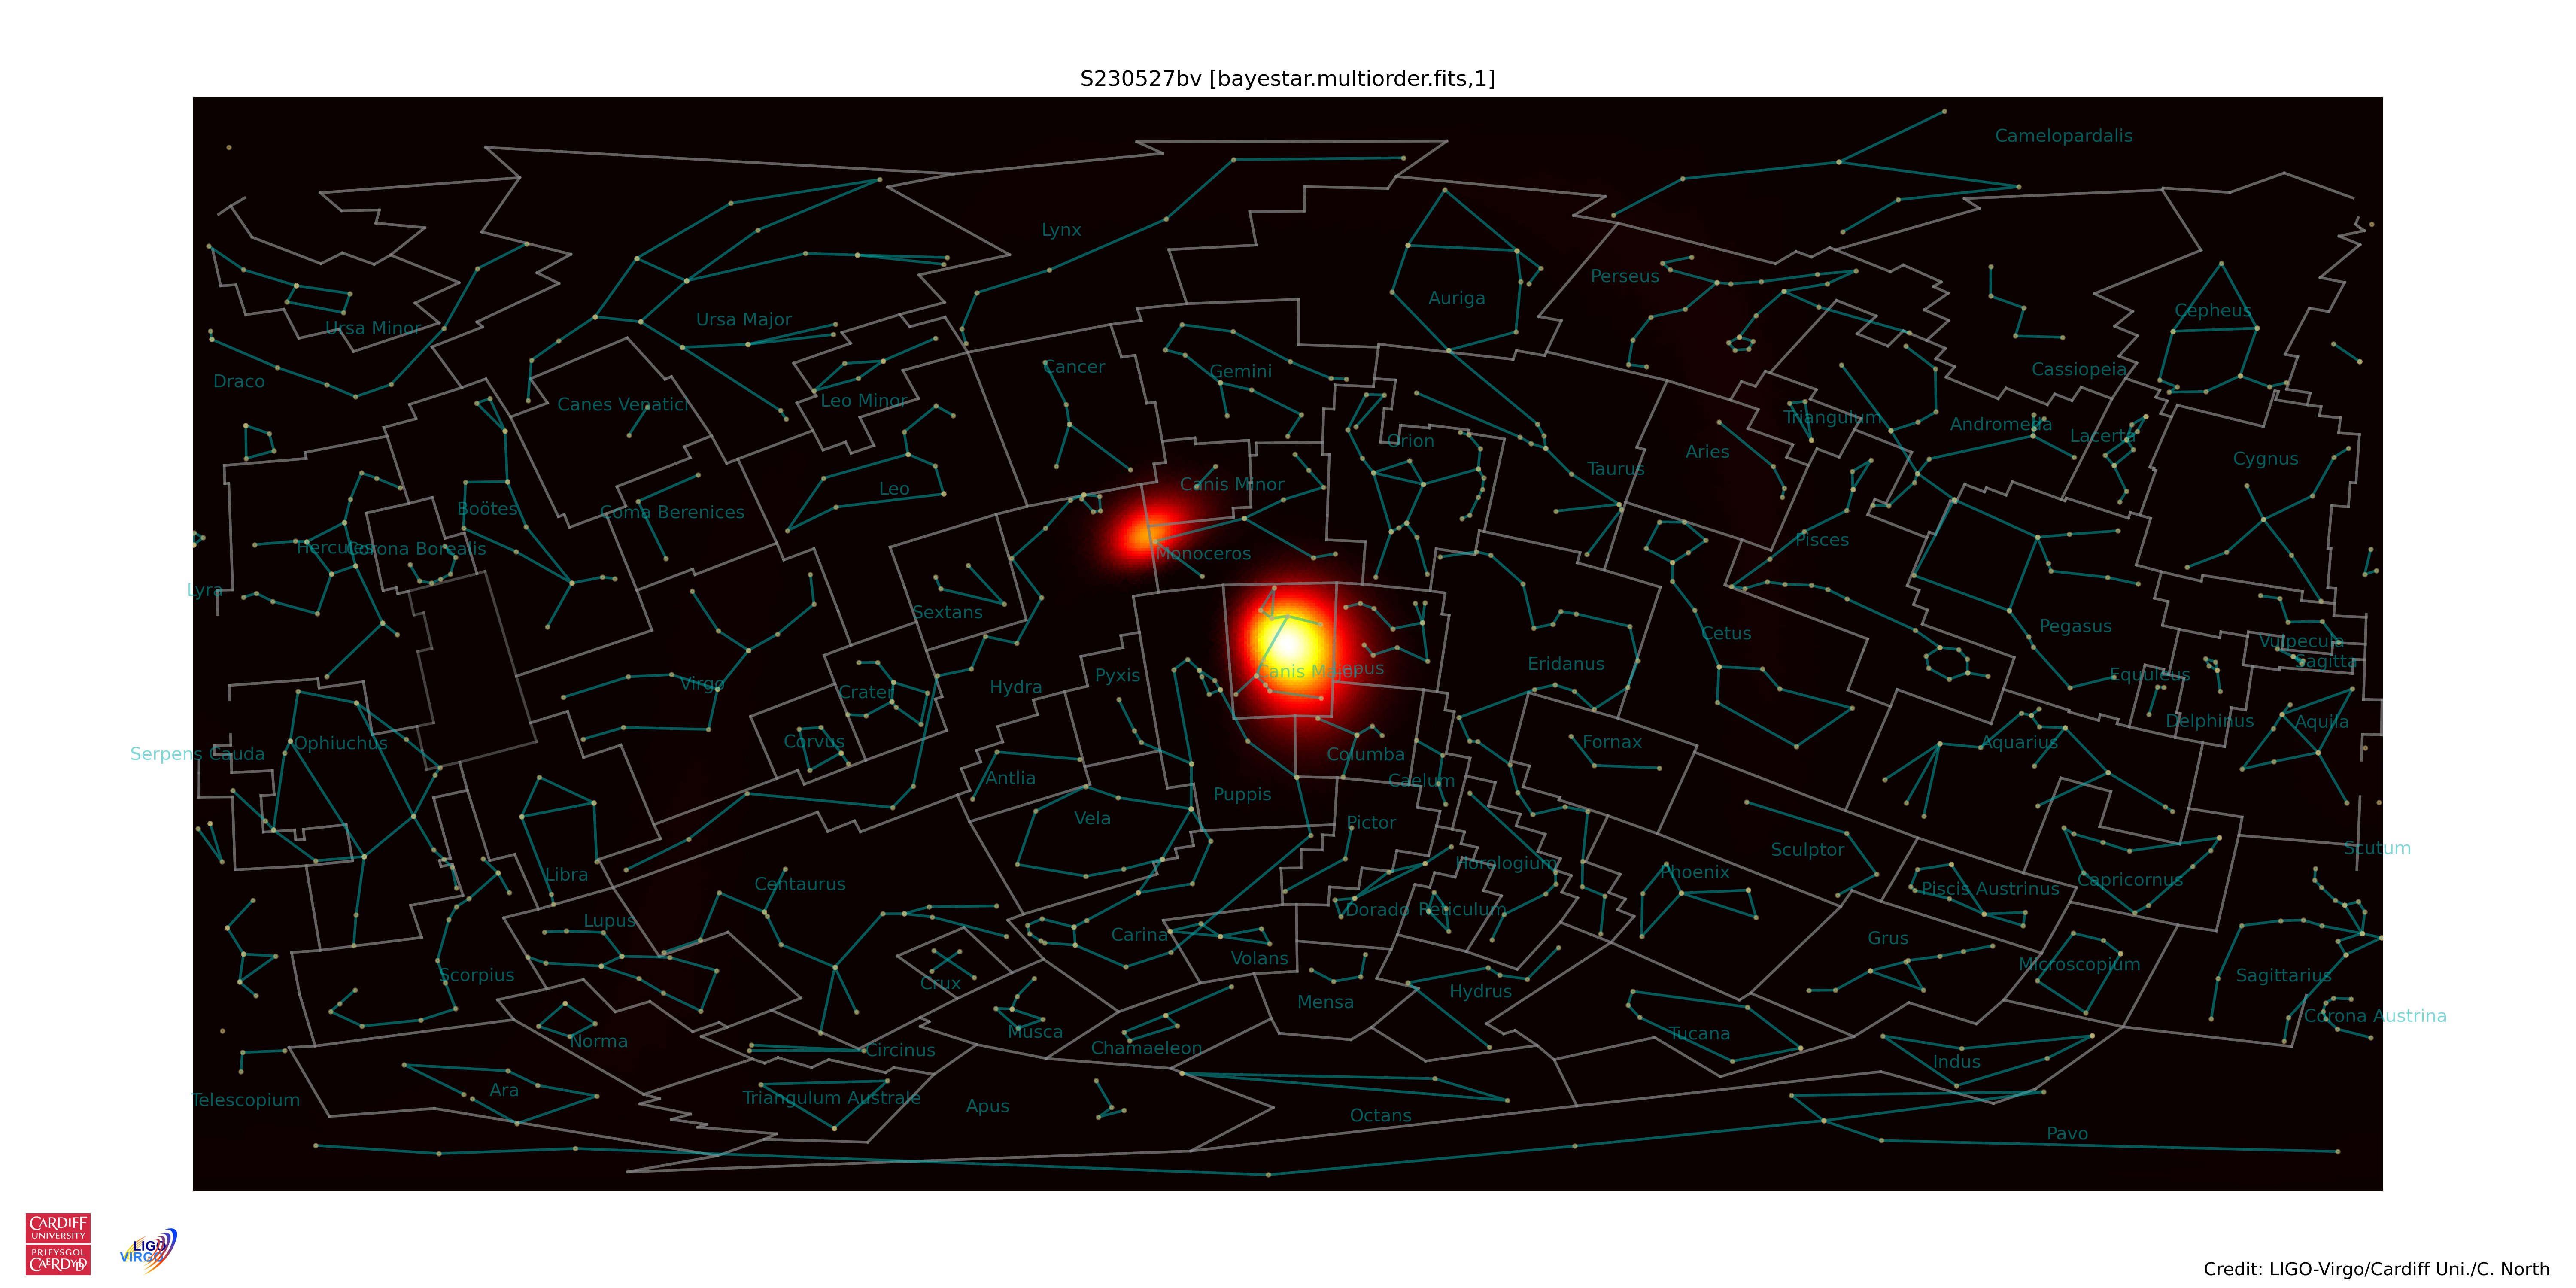 S230527bv [bayestar.multiorder.fits,1]
Camelopardalis
Lynx
Perseus
Auriga
Ursa Major
Ursa Minor
Cepheus
Cancer
Gemini
Cassiopeia
Draco
Canes Venatici
Leo Minor
Triangulum
Andromeda
Lacerta
Orion
Aries
Cygnus
Taurus
Leo
Canis Minor
Boötes
Coma Berenices
Hercules
Corona Borealis
Monoceros
Pisces
Lyra
Sextans
Pegasus
Cetus
Vulpecula
Sagitta
Eridanus
Canis Major
Lepus
Pyxis
Equuleus
Virgo
Crater
Hydra
Delphinus
Aquila
Ophiuchus
Corvus
Fornax
Aquarius
Serpens Cauda
Columba
Antlia
Caelum
Puppis
Vela
Pictor
Sculptor
Scutum
Horologium
Libra
Centaurus
Phoenix
Piscis Austrinus
Capricornus
Dorado
Reticulum
Lupus
Carina
Grus
Volans
Microscopium
Scorpius
Crux
Sagittarius
Mensa
Hydrus
Corona Austrina
Musca
Tucana
Norma
Circinus
Chamaeleon
Indus
Ara
Telescopium
Triangulum Australe
Apus
Octans
Pavo
CARDIFF
UNIVERSITY
PRIFYSGOL
CAERDYDD
LIGO
VIRGO
Credit: LIGO-Virgo/Cardiff Uni./C. North